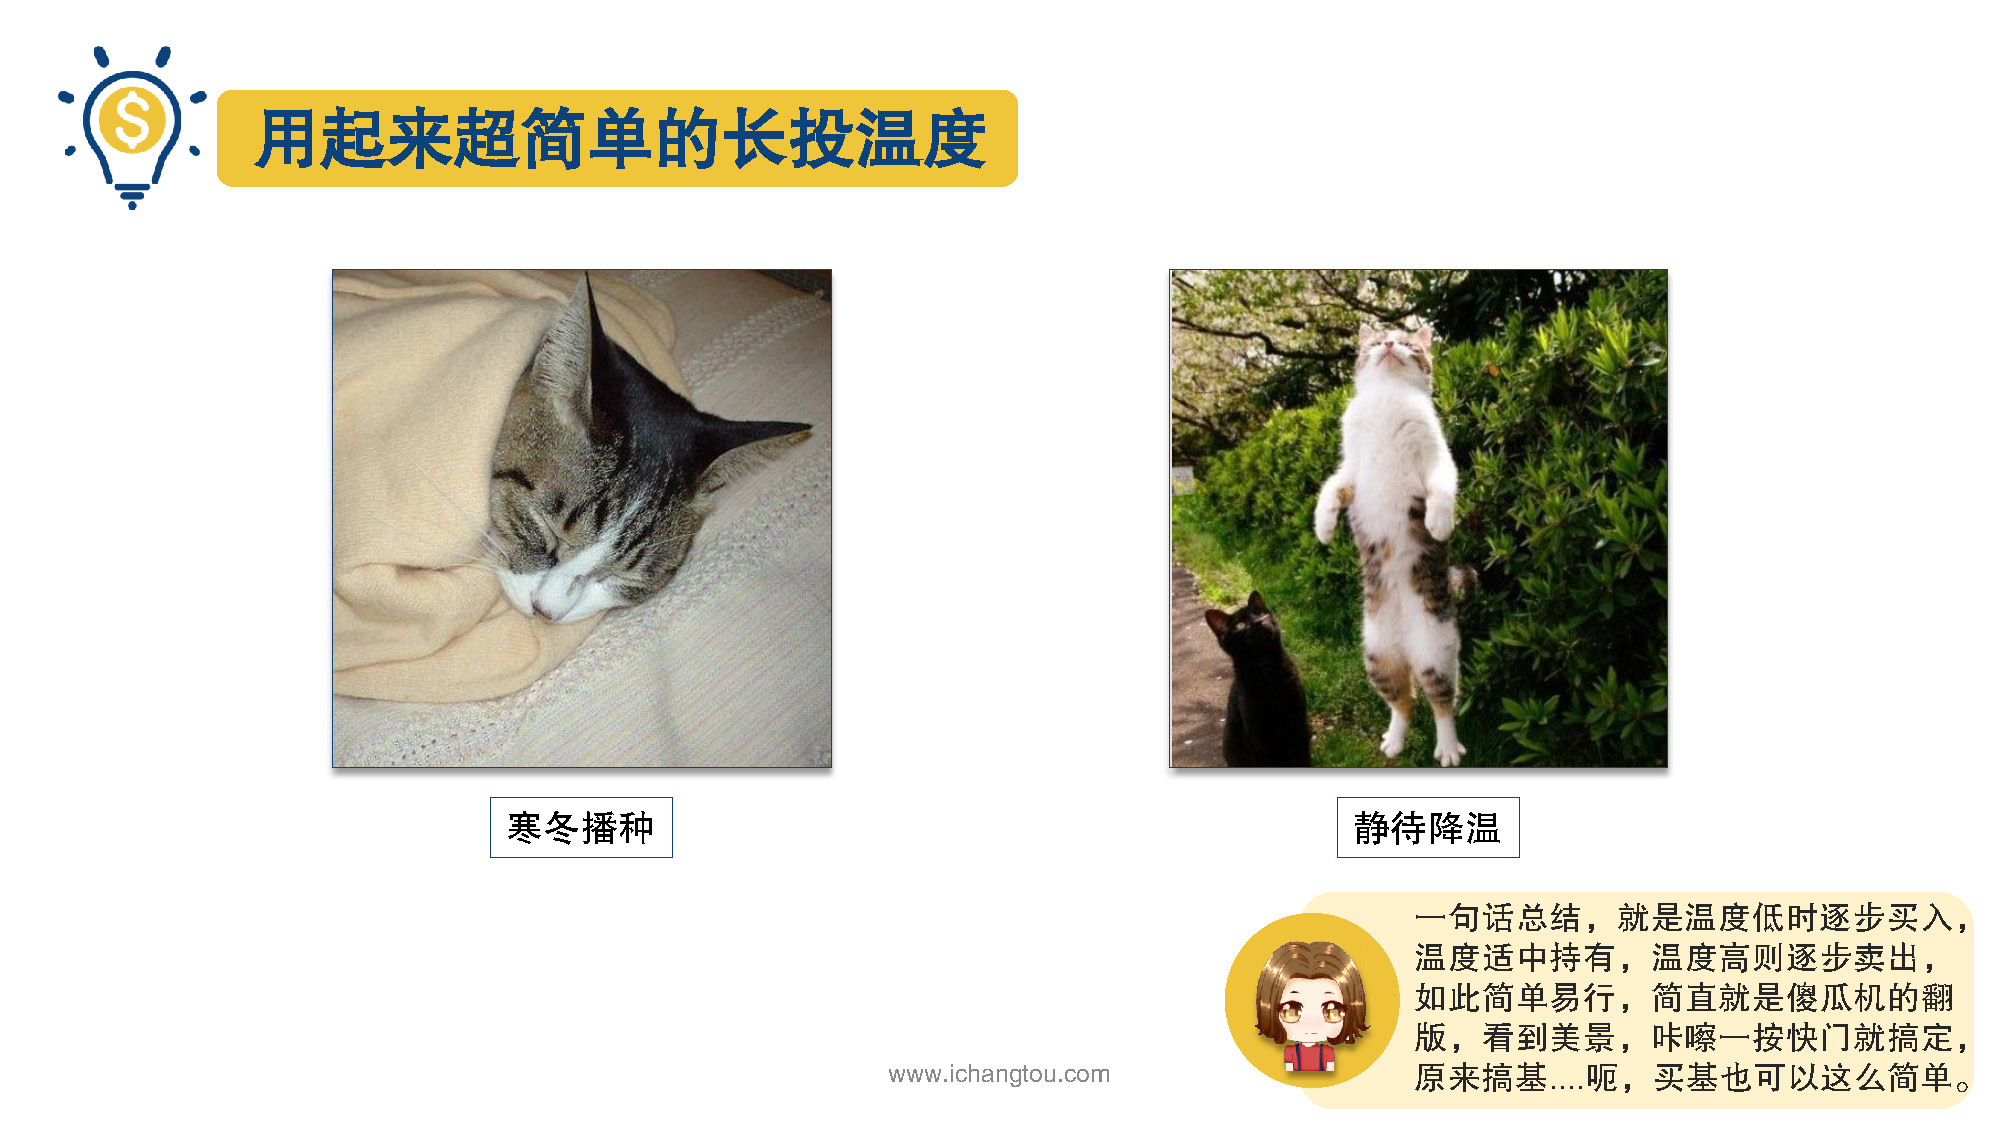 用起来超简单的长投温度
寒冬播种
静待降温
一句话总结，就是温度低时逐步买入，
温度适中持有，温度高则逐步卖出，
如此简单易行，简直就是傻瓜机的翻
版，看到美景，咔嚓一按快门就搞定，
原来搞基....呃，买基也可以这么简单。
www.ichangtou.com